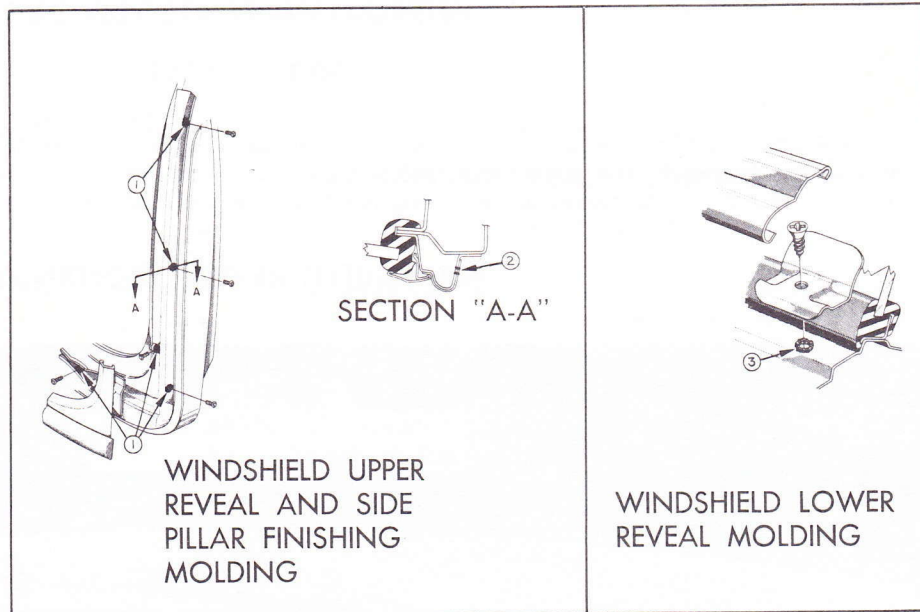 1
A
A
1
2
SECTION "A-A"
WINDSHIELD UPPER
REVEAL AND SIDE
PILLAR FINISHING
MOLDING
3
WINDSHIELD LOWER
REVEAL MOLDING